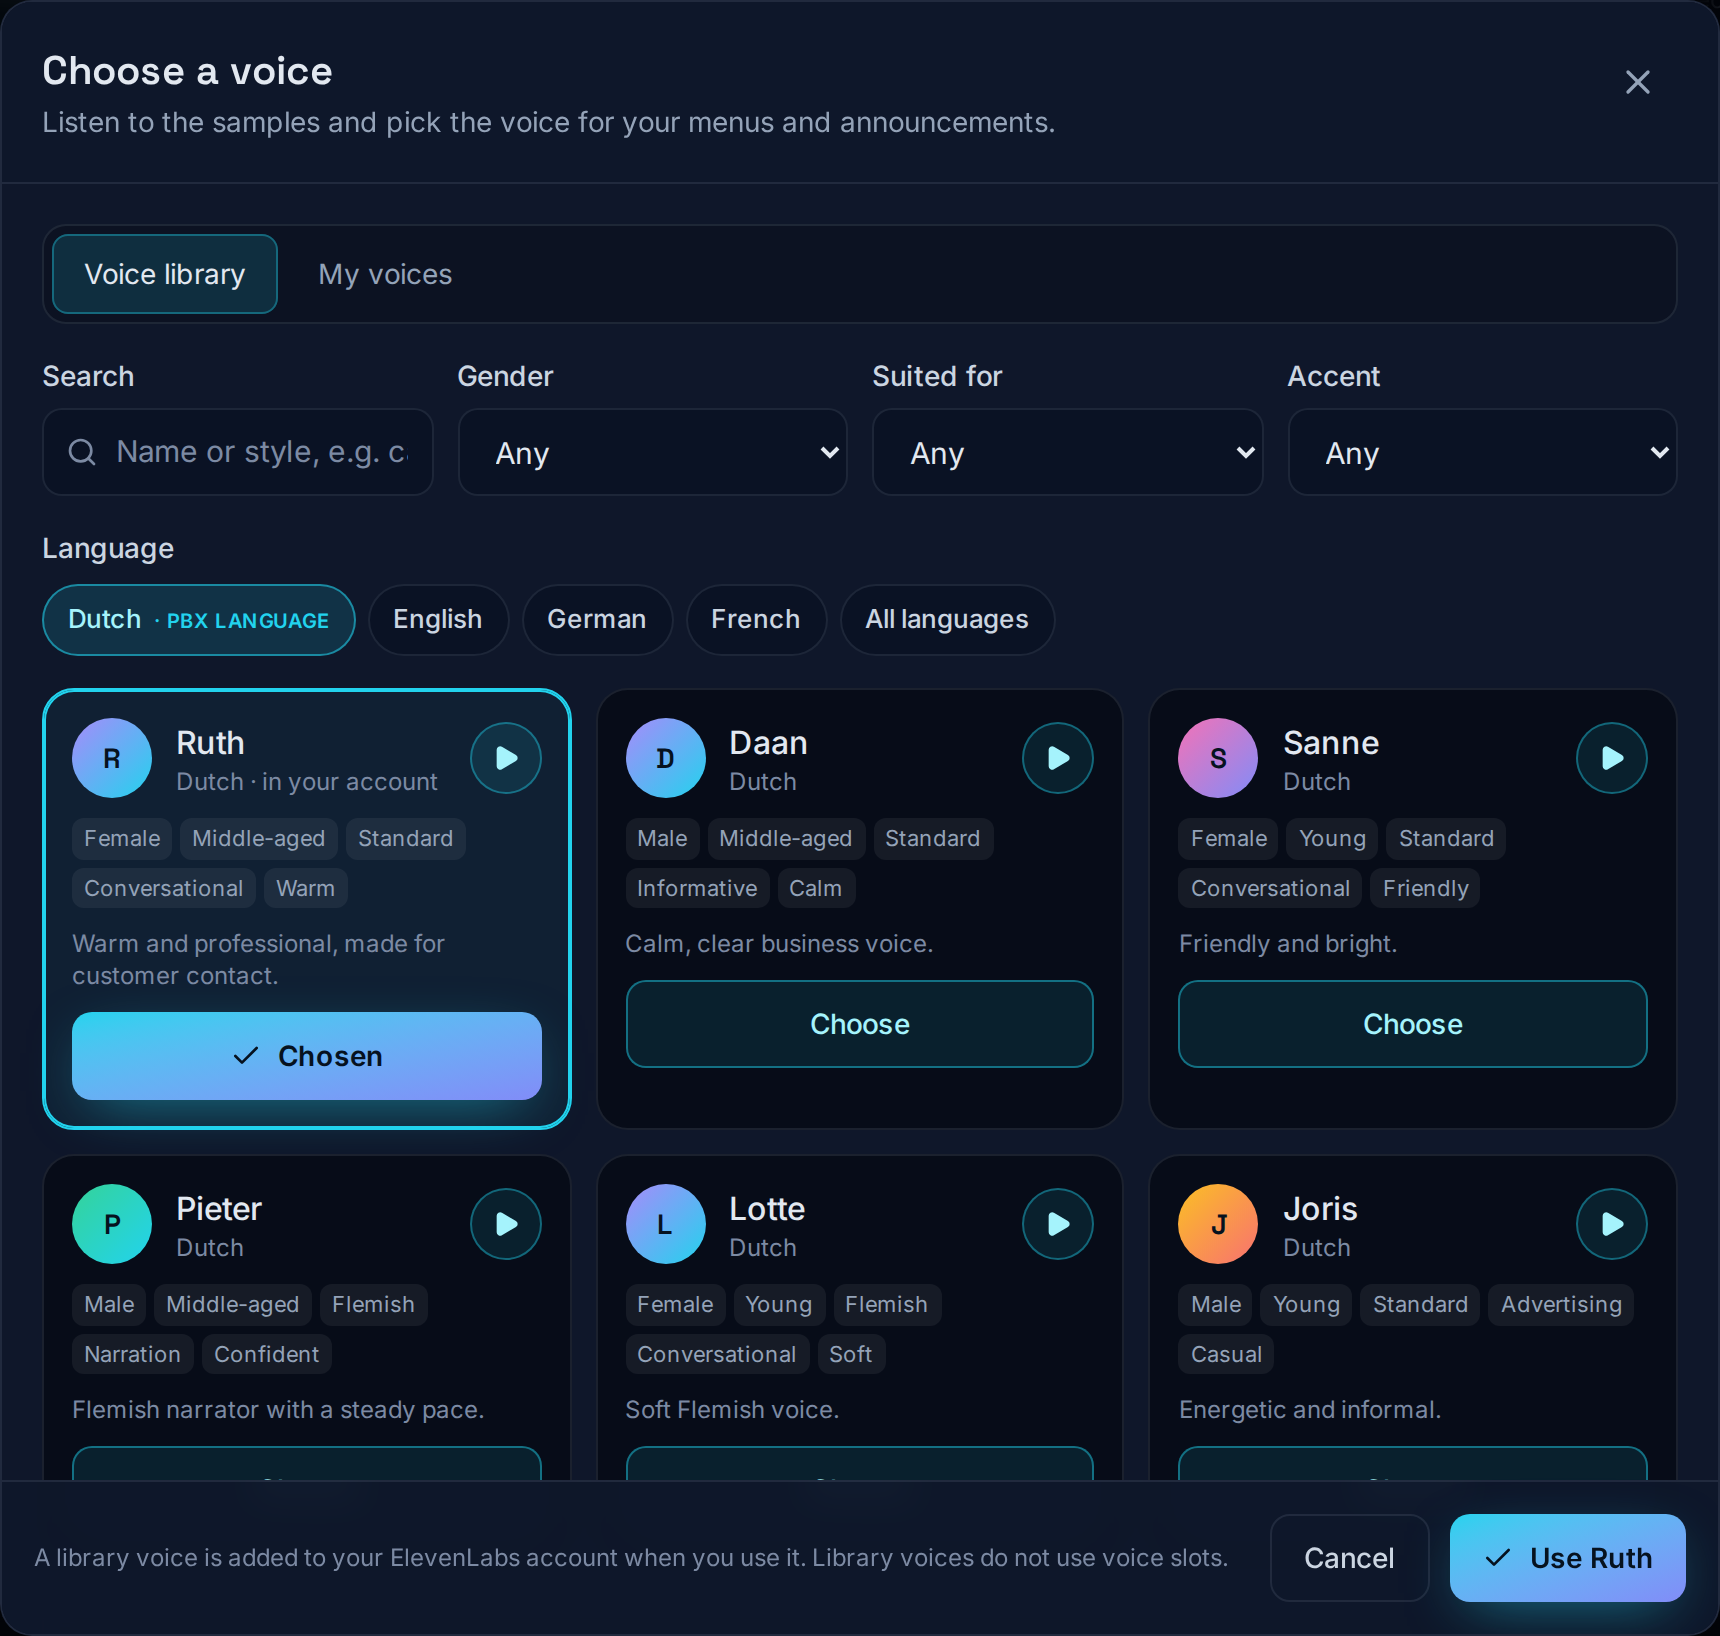 Choose a voice
Listen to the samples and pick the voice for your menus and announcements.
Voice library
My voices
Search
Gender
Suited for
Accent
Name or style, e.g.
Any
Any
Any
Language
Dutch · PBX LANGUAGE
English
German
French
All languages
R
Ruth
Dutch · in your account
Female
Middle-aged
Standard
Conversational
Warm
Warm and professional, made for
customer contact.
Chosen
D
Daan
Dutch
Male
Middle-aged
Standard
Informative
Calm
Calm, clear business voice.
Choose
S
Sanne
Dutch
Female
Young
Standard
Conversational
Friendly
Friendly and bright.
Choose
P
Pieter
Dutch
Male
Middle-aged
Flemish
Narration
Confident
Flemish narrator with a steady pace.
L
Lotte
Dutch
Female
Young
Flemish
Conversational
Soft
Soft Flemish voice.
J
Joris
Dutch
Male
Young
Standard
Advertising
Casual
Energetic and informal.
A library voice is added to your ElevenLabs account when you use it. Library voices do not use voice slots.
Cancel
Use Ruth